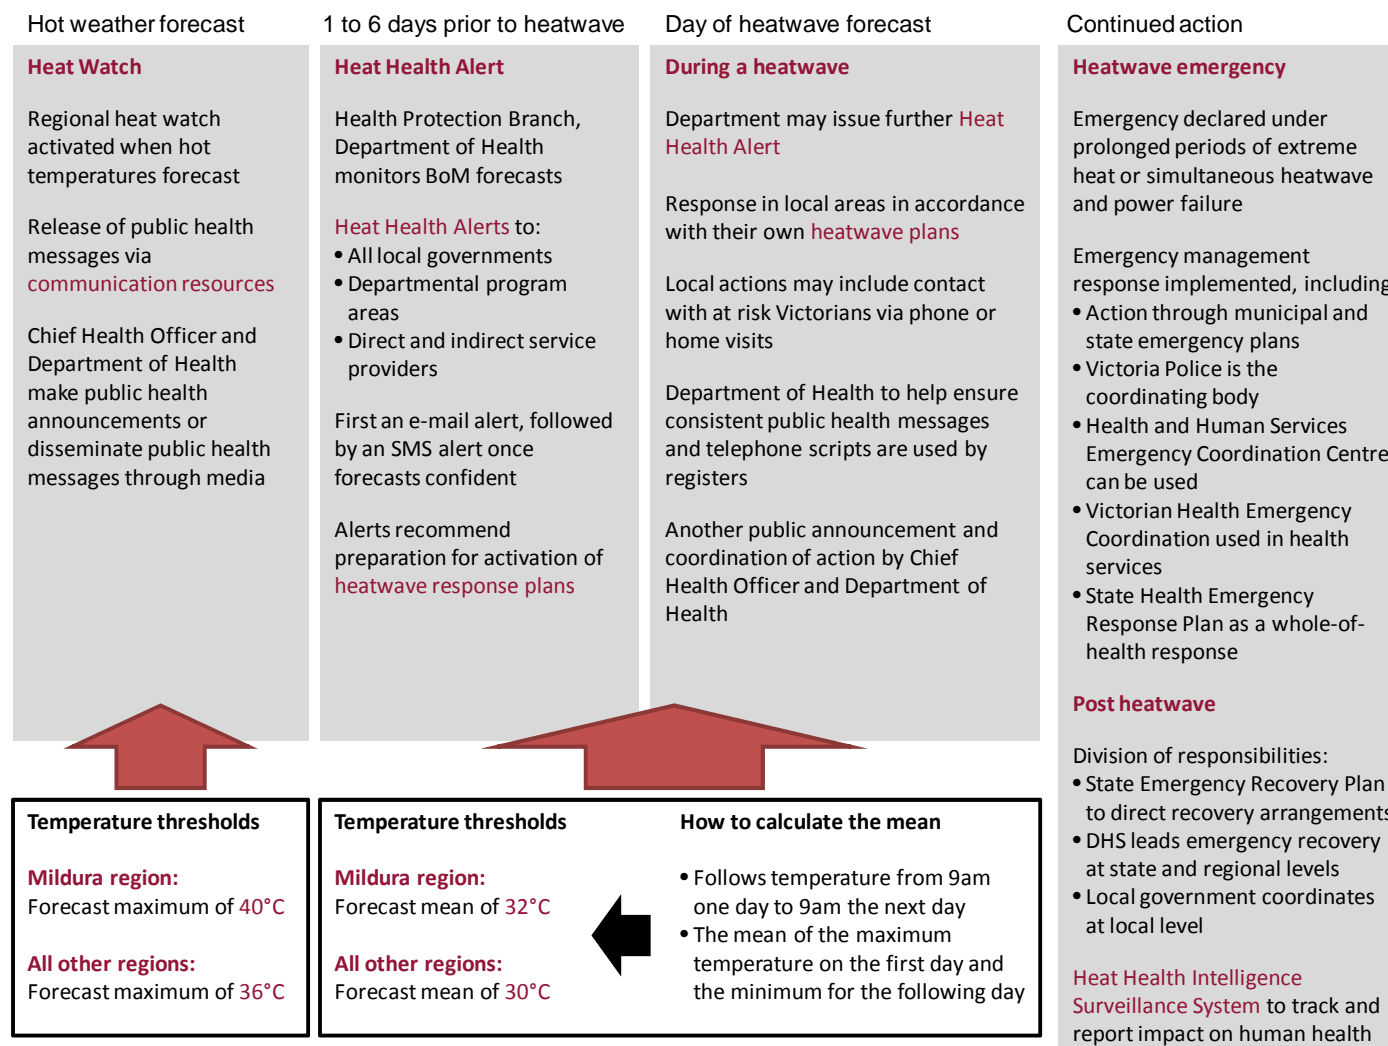 Hot weather forecast
Heat Watch
Regional heat watch
activated when hot
temperatures forecast
Release of public health
messages via
communication resources
Chief Health Officer and
Department of Health
make public health
announcements or
disseminate public health
messages through media
1 to 6 days prior to heatwave
Heat Health Alert
Health Protection Branch,
Department of Health
monitors BoM forecasts
Heat Health Alerts to:
• All local governments
• Departmental program
areas
• Direct and indirect service
providers
First an e-mail alert, followed
by an SMS alert once
forecasts confident
Alerts recommend
preparation for activation of
heatwave response plans
Day of heatwave forecast
During a heatwave
Department may issue further Heat
Health Alert
Response in local areas in accordance
with their own heatwave plans
Local actions may include contact
with at risk Victorians via phone or
home visits
Department of Health to help ensure
consistent public health messages
and telephone scripts are used by
registers
Another public announcement and
coordination of action by Chief
Health Officer and Department of
Health
Continued action
Heatwave emergency
Emergency declared under
prolonged periods of extreme
heat or simultaneous heatwave
and power failure
Emergency management
response implemented, including
• Action through municipal and
state emergency plans
• Victoria Police is the
coordinating body
• Health and Human Services
Emergency Coordination Centre
can be used
• Victorian Health Emergency
Coordination used in health
services
• State Health Emergency
Response Plan as a whole-of-
health response
Post heatwave
Division of responsibilities:
• State Emergency Recovery Plan
to direct recovery arrangements
• DHS leads emergency recovery
at state and regional levels
• Local government coordinates
at local level
Heat Health Intelligence
Surveillance System to track and
report impact on human health
Temperature thresholds
Mildura region:
Forecast maximum of 40°C
All other regions:
Forecast maximum of 36°C
Temperature thresholds
Mildura region:
Forecast mean of 32°C
All other regions:
Forecast mean of 30°C
How to calculate the mean
• Follows temperature from 9am
one day to 9am the next day
• The mean of the maximum
temperature on the first day and
the minimum for the following day